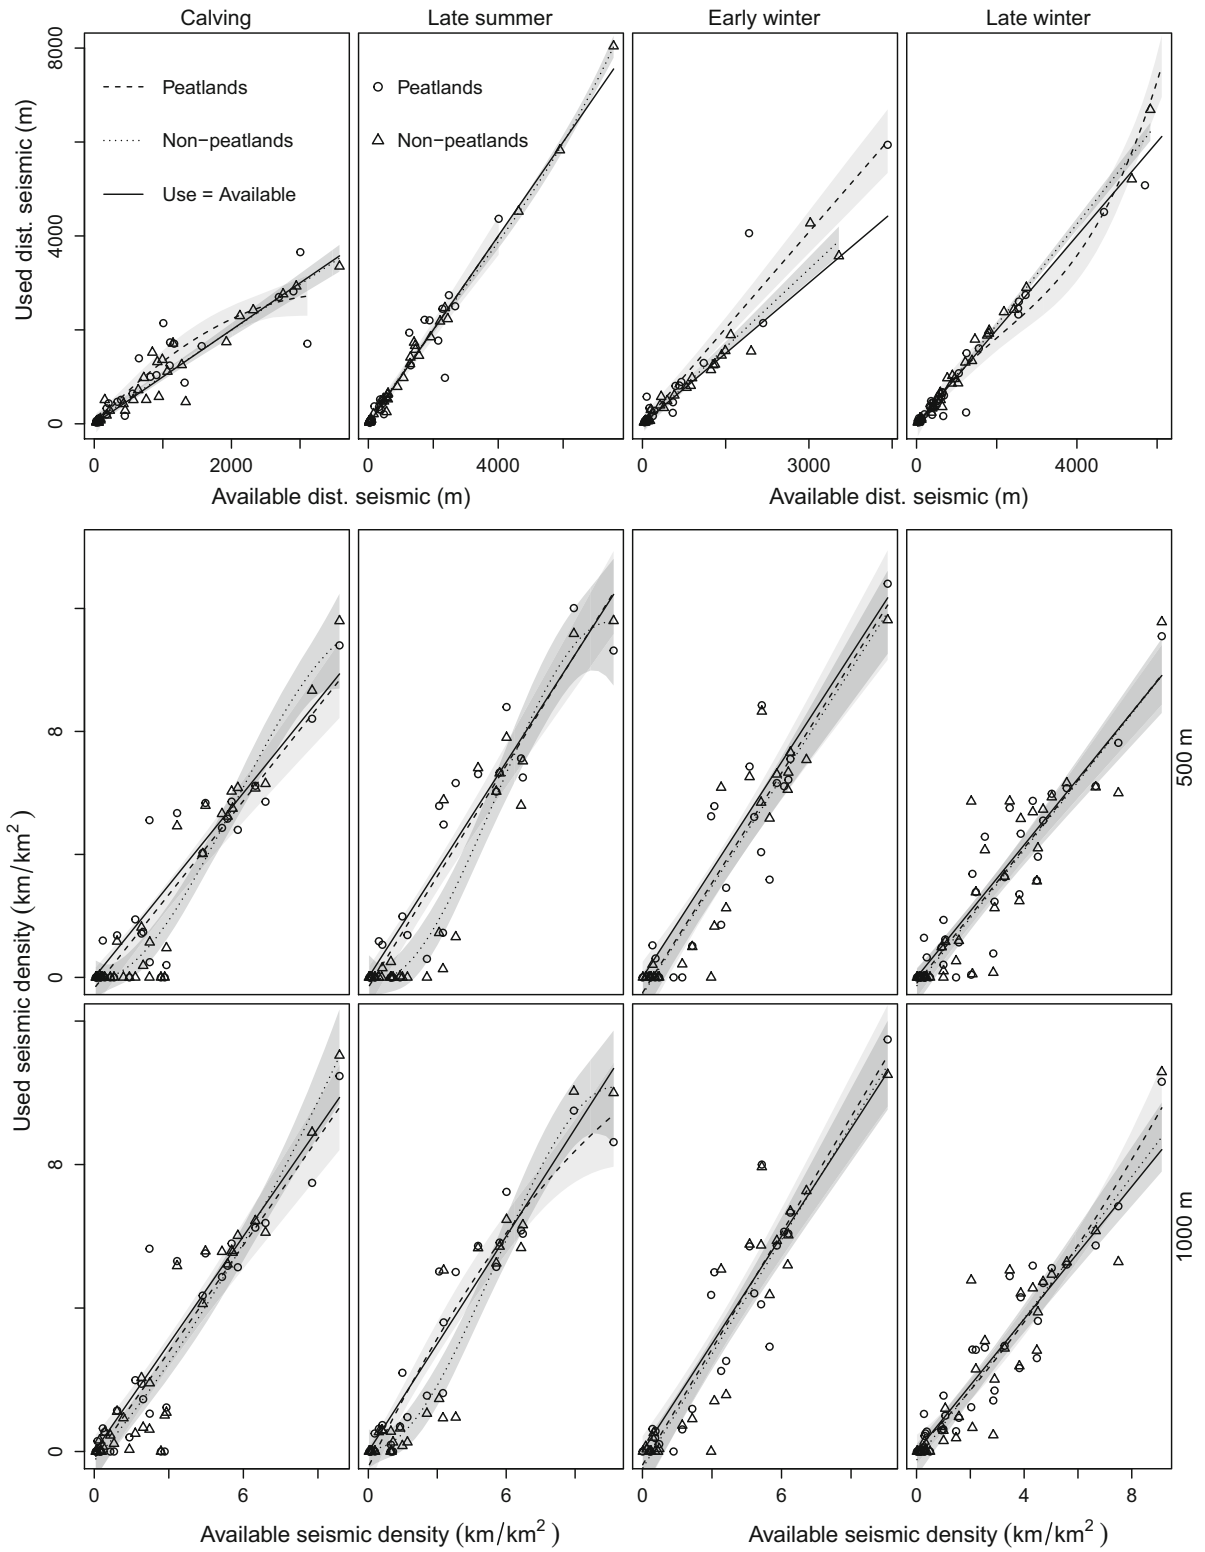 Calving
Late summer
Early winter
Late winter
8000
4000
0
Used dist. seismic (m)
Peatlands
Non−peatlands
Use = Available
Peatlands
Non−peatlands
0
2000
0
4000
0
3000
0
4000
Available dist. seismic (m)
Available dist. seismic (m)
8
0
500 m
Used seismic density (km/km²)
8
0
1000 m
0
6
0
6
0
6
0
4
8
Available seismic density (km/km²)
Available seismic density (km/km²)